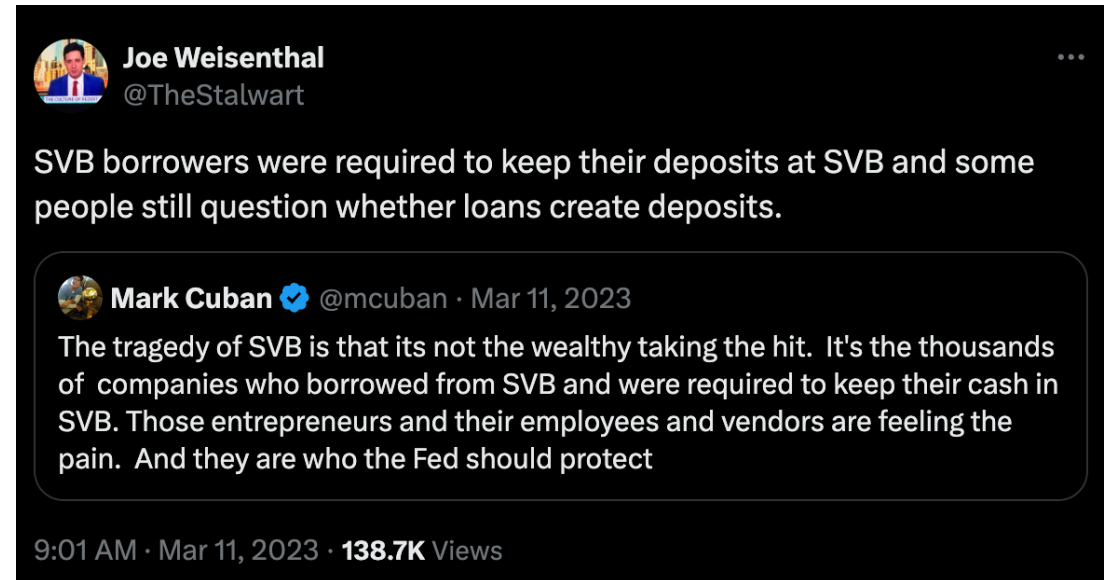 Joe Weisenthal
@TheStalwart
SVB borrowers were required to keep their deposits at SVB and some
people still question whether loans create deposits.
Mark Cuban @mcuban · Mar 11, 2023
The tragedy of SVB is that its not the wealthy taking the hit.  It's the thousands
of  companies who borrowed from SVB and were required to keep their cash in
SVB. Those entrepreneurs and their employees and vendors are feeling the
pain.  And they are who the Fed should protect
9:01 AM · Mar 11, 2023 · 138.7K Views